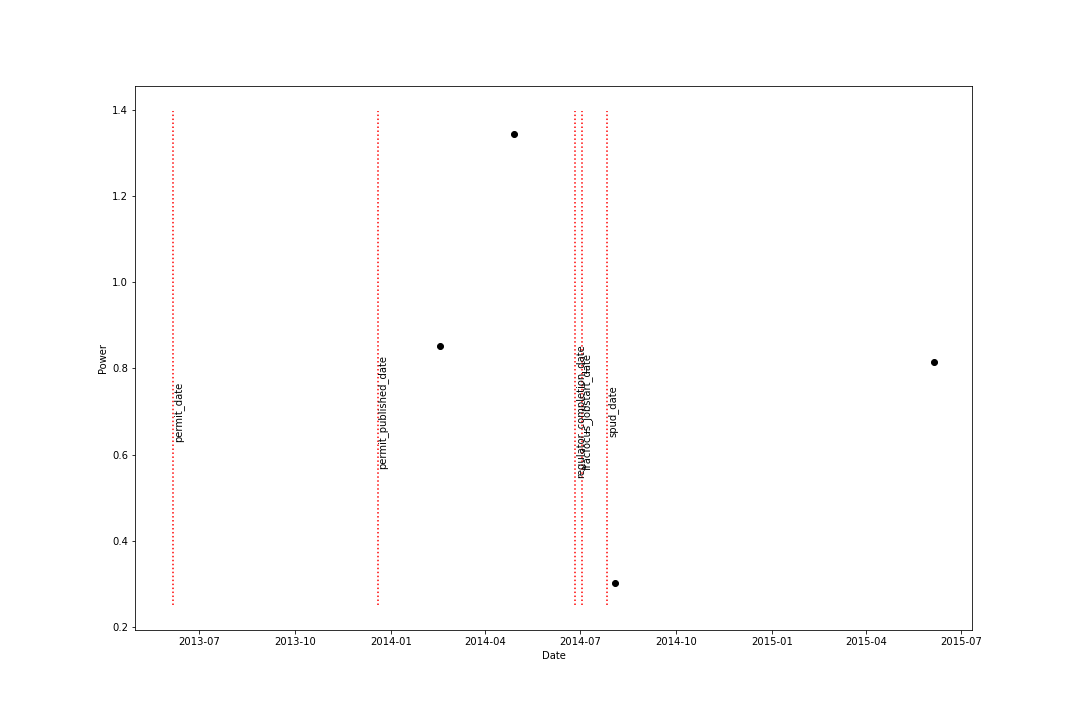 1.4
1.2
1.0
0.8
0.6
0.4
0.2
Power
permit_date
permit_published_date
regulator_completion_date
fracfocus_jobstart_date
spud_date
2013-07
2013-10
2014-01
2014-04
2014-07
2014-10
2015-01
2015-04
2015-07
Date